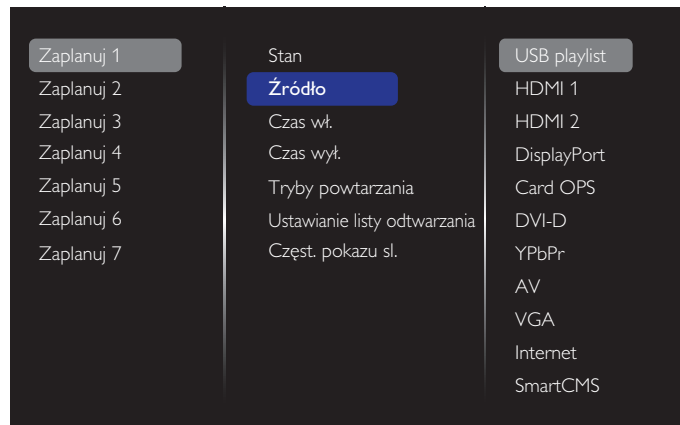 Zaplanuj 1
Zaplanuj 2
Zaplanuj 3
Zaplanuj 4
Zaplanuj 5
Zaplanuj 6
Zaplanuj 7
Stan
Źródło
Czas wł.
Czas wył.
Tryby powtarzania
Ustawianie listy odtwarzania
Częst. pokazu sl.
USB playlist
HDMI 1
HDMI 2
DisplayPort
Card OPS
DVI-D
YPbPr
AV
VGA
Internet
SmartCMS